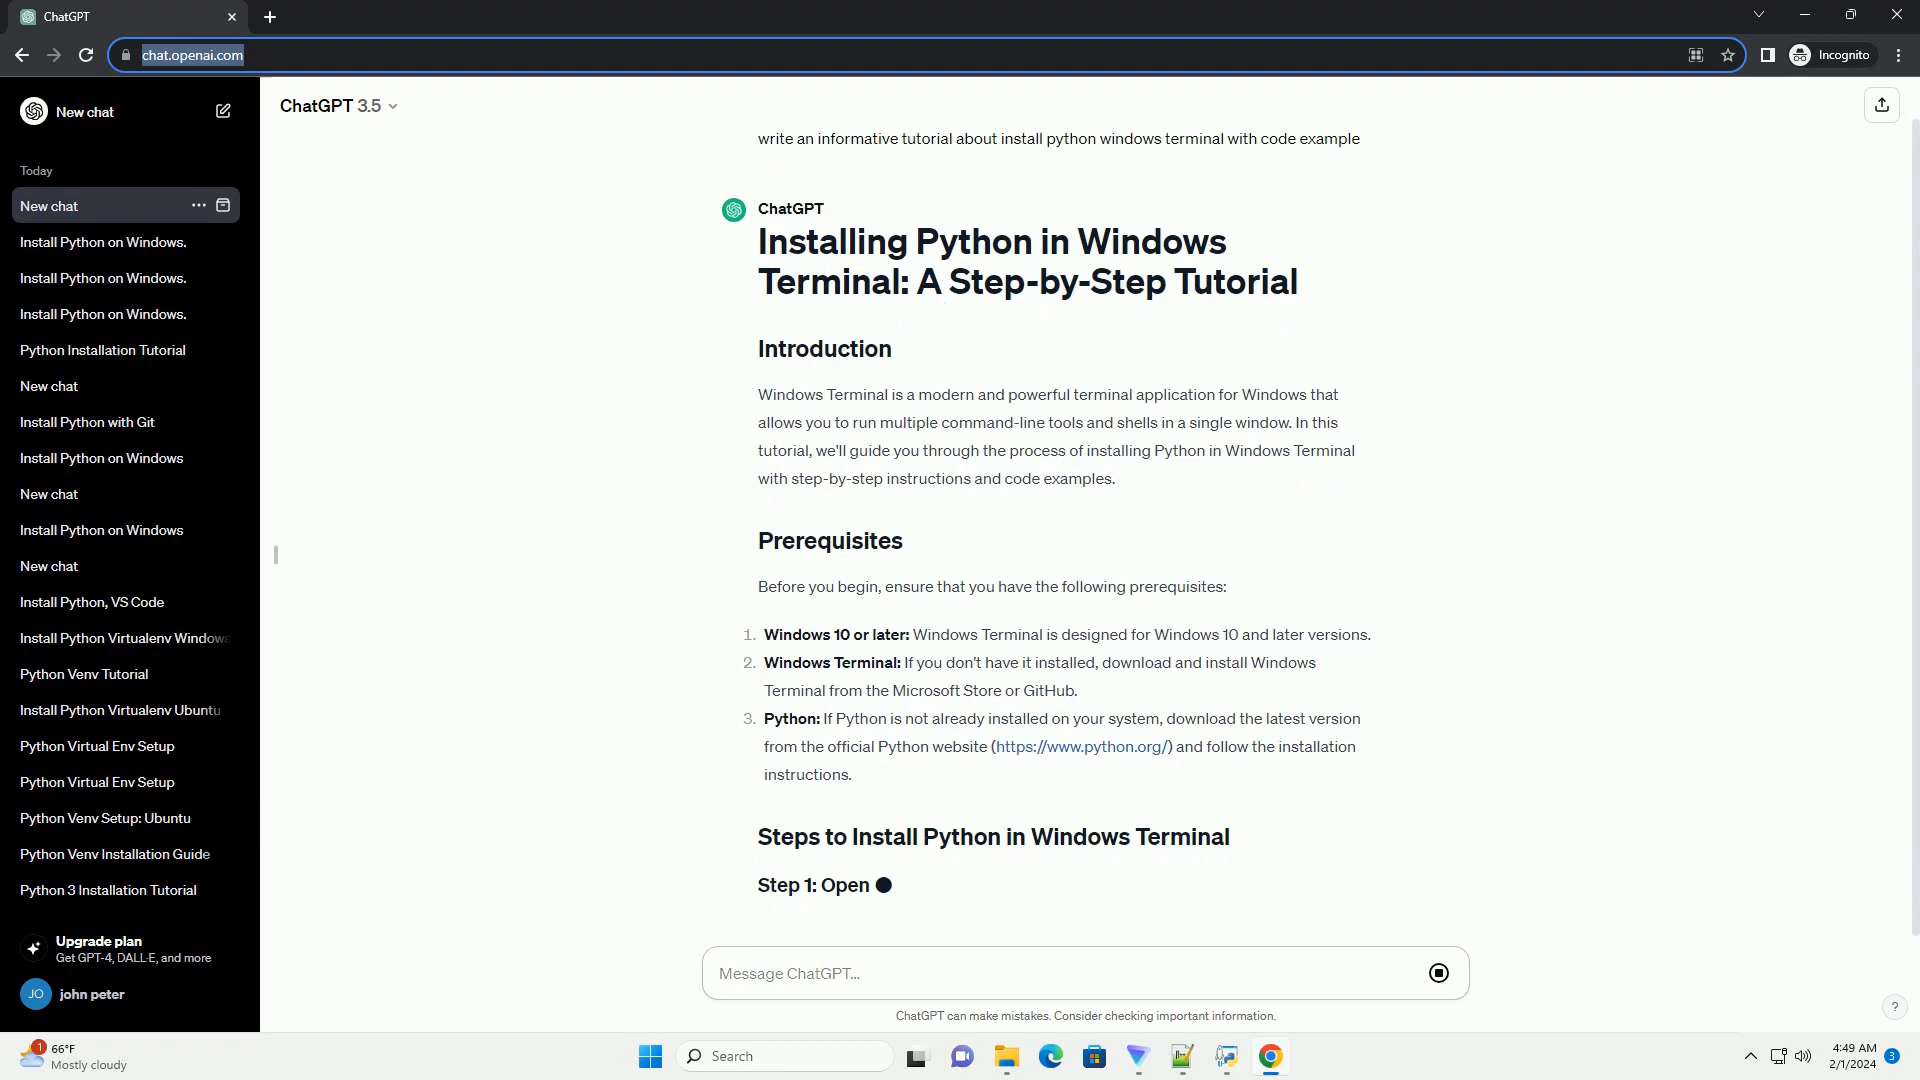 ChatGPT
chat.openai.com
Incognito
New chat
Today
New chat
Install Python on Windows.
Install Python on Windows.
Install Python on Windows.
Python Installation Tutorial
New chat
Install Python with Git
Install Python on Windows
New chat
Install Python on Windows
New chat
Install Python, VS Code
Install Python Virtualenv Windows
Python Venv Tutorial
Install Python Virtualenv Ubuntu
Python Virtual Env Setup
Python Virtual Env Setup
Python Venv Setup: Ubuntu
Python Venv Installation Guide
Python 3 Installation Tutorial
Upgrade plan
Get GPT-4, DALL·E, and more
JO john peter
ChatGPT 3.5
write an informative tutorial about install python windows terminal with code example
ChatGPT
Installing Python in Windows
Terminal: A Step-by-Step Tutorial
Introduction
Windows Terminal is a modern and powerful terminal application for Windows that
allows you to run multiple command-line tools and shells in a single window. In this
tutorial, we'll guide you through the process of installing Python in Windows Terminal
with step-by-step instructions and code examples.
Prerequisites
Before you begin, ensure that you have the following prerequisites:
1. Windows 10 or later: Windows Terminal is designed for Windows 10 and later versions.
2. Windows Terminal: If you don't have it installed, download and install Windows
Terminal from the Microsoft Store or GitHub.
3. Python: If Python is not already installed on your system, download the latest version
from the official Python website (https://www.python.org/) and follow the installation
instructions.
Steps to Install Python in Windows Terminal
Step 1: Open
Message ChatGPT...
ChatGPT can make mistakes. Consider checking important information.
?
1
66°F
Mostly cloudy
Search
4:49 AM
2/1/2024
3